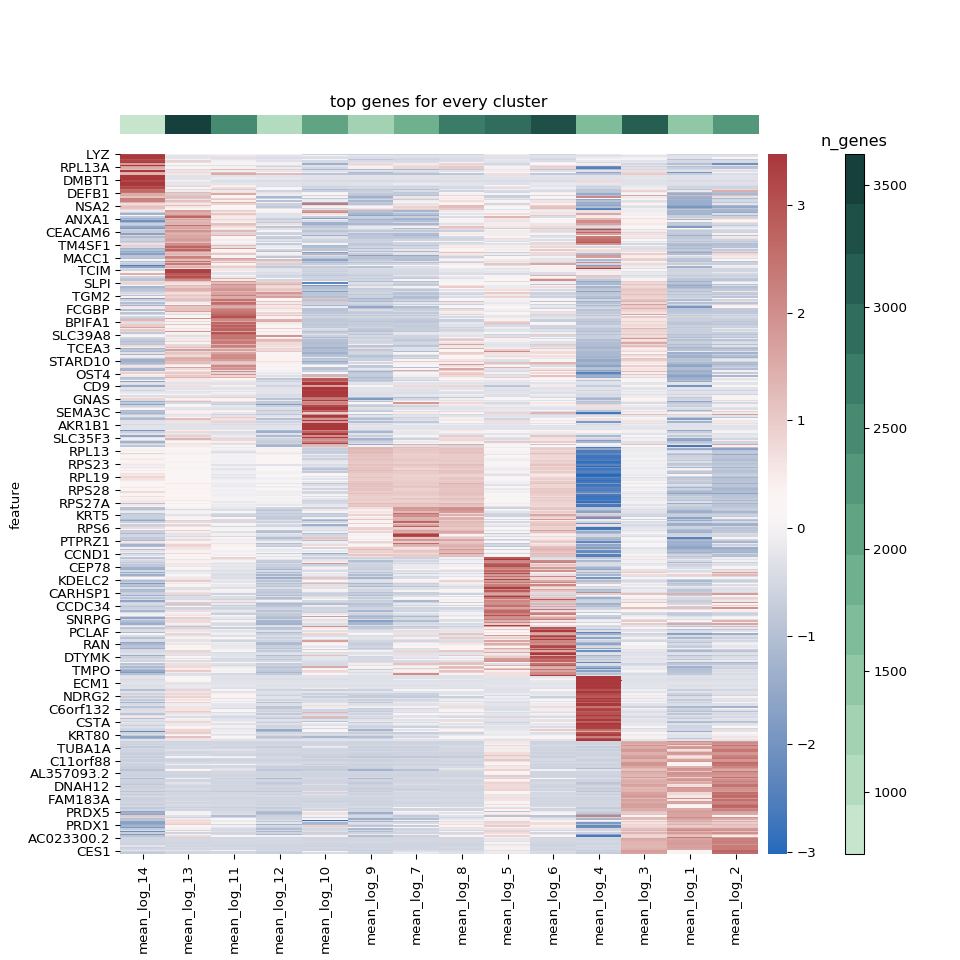 top genes for every cluster
n_genes
LYZ
RPL13A
DMBT1
DEFB1
NSA2
ANXA1
CEACAM6
TM4SF1
MACC1
TCIM
SLPI
TGM2
FCGBP
BPIFA1
SLC39A8
TCEA3
STARD10
OST4
CD9
GNAS
SEMA3C
AKR1B1
SLC35F3
RPL13
RPS23
RPL19
RPS28
RPS27A
KRT5
RPS6
PTPRZ1
CCND1
CEP78
KDELC2
CARHSP1
CCDC34
SNRPG
PCLAF
RAN
DTYMK
TMPO
ECM1
NDRG2
C6orf132
CSTA
KRT80
TUBA1A
C11orf88
AL357093.2
DNAH12
FAM183A
PRDX5
PRDX1
AC023300.2
CES1
feature
3
2
1
0
−1
−2
−3
3500
3000
2500
2000
1500
1000
mean_log_14
mean_log_13
mean_log_11
mean_log_12
mean_log_10
mean_log_9
mean_log_7
mean_log_8
mean_log_5
mean_log_6
mean_log_4
mean_log_3
mean_log_1
mean_log_2